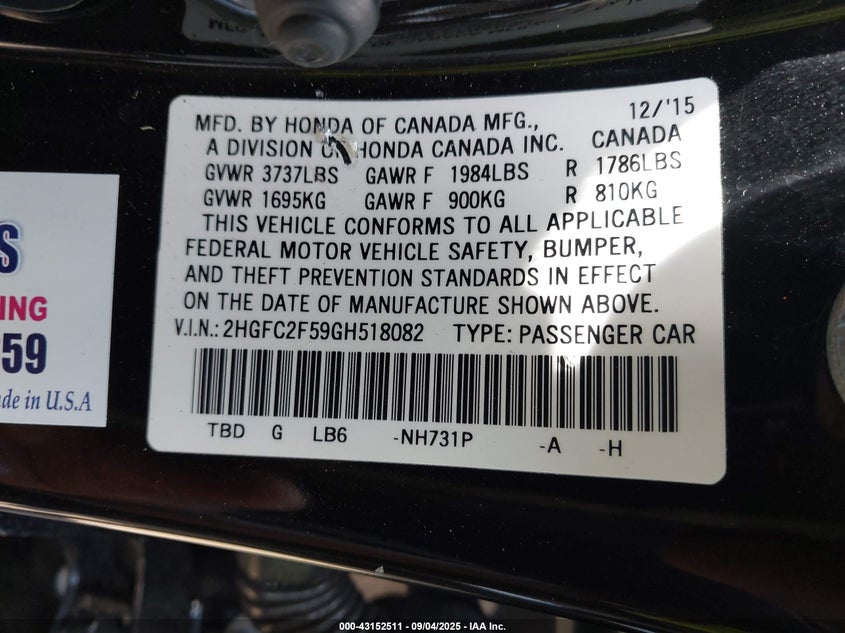 12/'15
MFD. BY HONDA OF CANADA MFG.,
A DIVISION HONDA CANADA INC. CANADA
GVWR 3737LBS GAWR F 1984LBS R 1786LBS
GVWR 1695KG GAWR F 900KG R 810KG
THIS VEHICLE CONFORMS TO ALL APPLICABLE
FEDERAL MOTOR VEHICLE SAFETY, BUMPER,
AND THEFT PREVENTION STANDARDS IN EFFECT
ON THE DATE OF MANUFACTURE SHOWN ABOVE.
V.I.N.: 2HGFC2F59GH518082 TYPE: PASSENGER CAR
TBD G LB6 -NH731P -A -H
S
ING
59
de in U.S.A
000-43152511 - 09/04/2025 - IAA Inc.